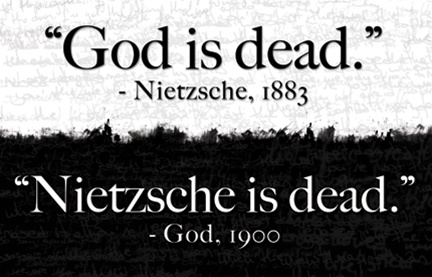 “God is dead.”
- Nietzsche, 1883
“Nietzsche is dead.”
- God, 1900